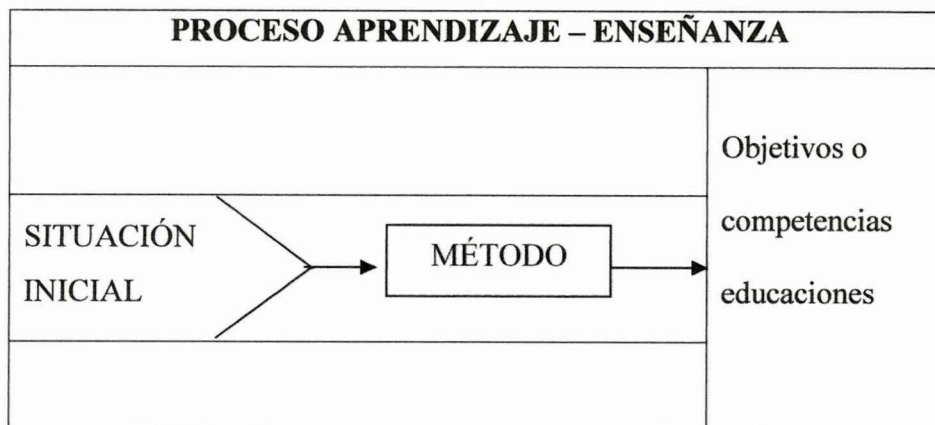 PROCESO APRENDIZAJE – ENSEÑANZA
SITUACIÓN
INICIAL
MÉTODO
Objetivos o
competencias
educaciones